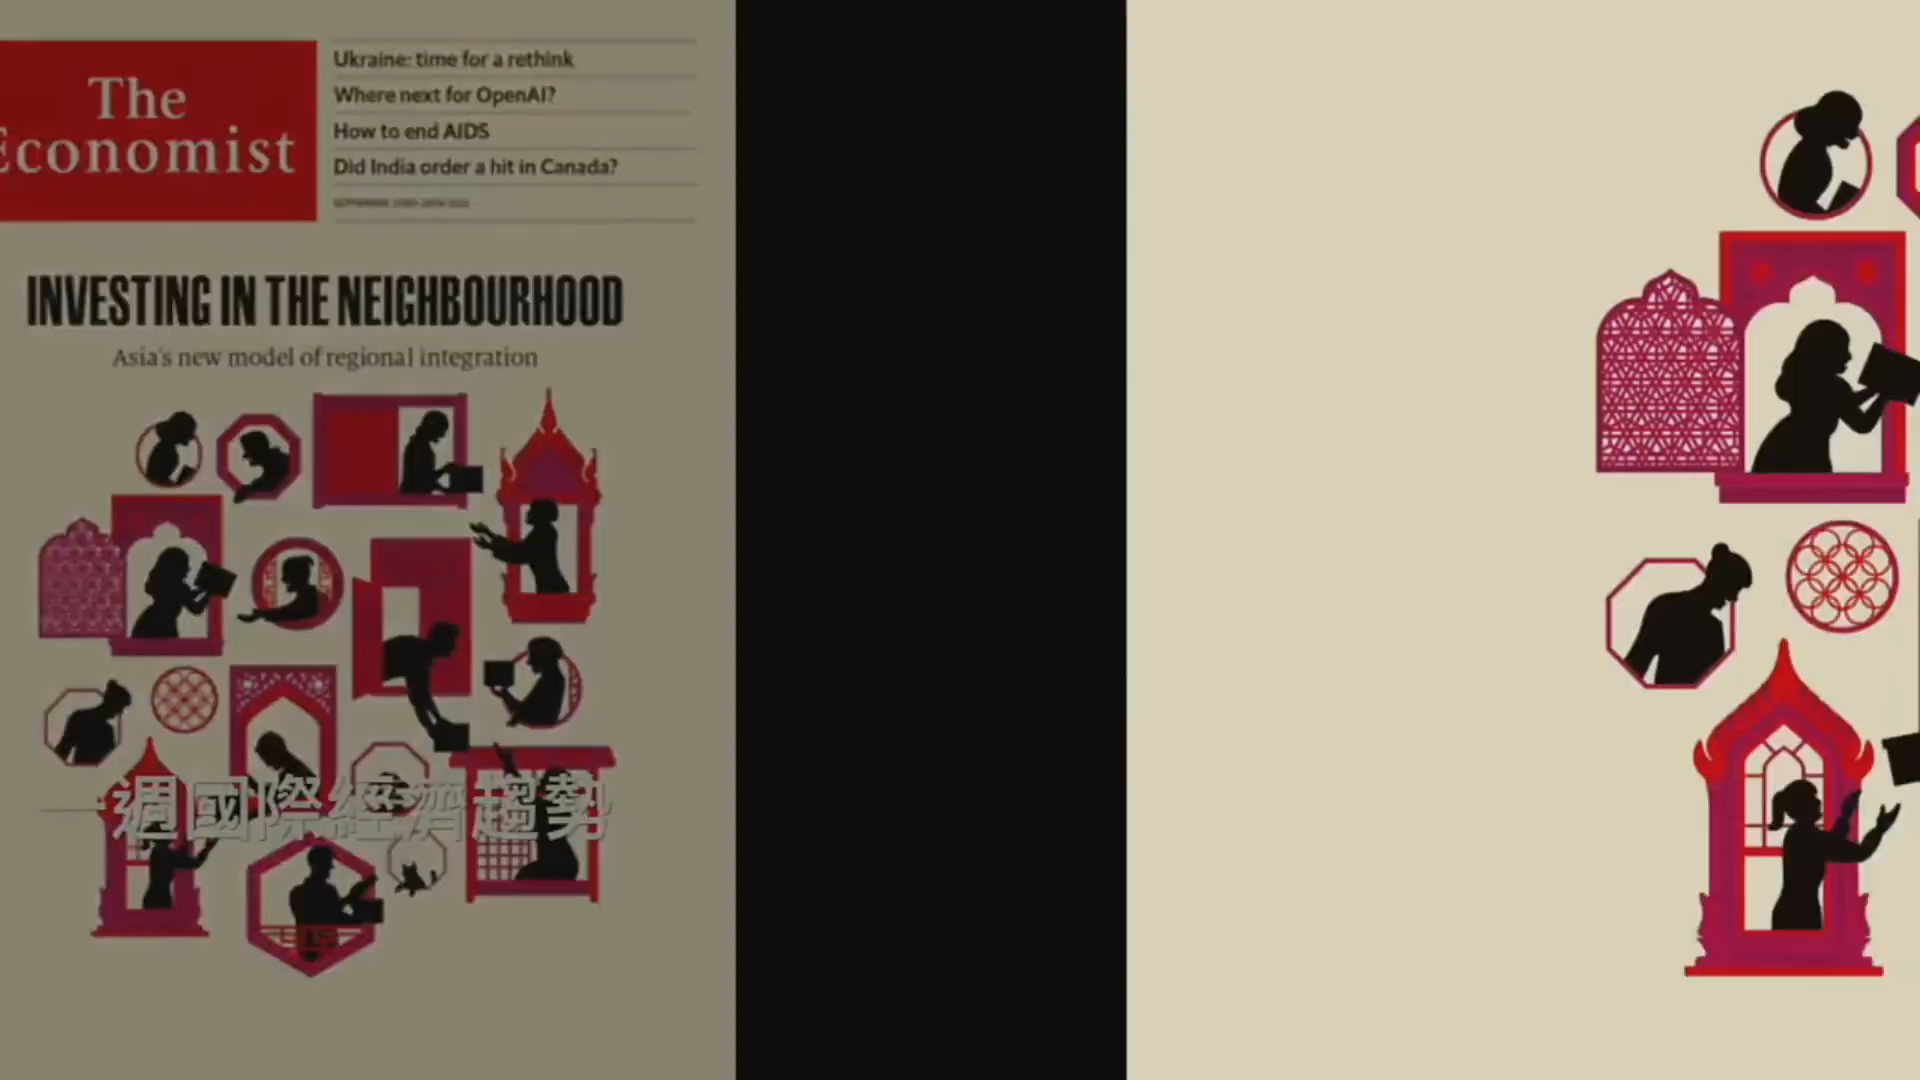 The
Economist
Ukraine: time for a rethink
Where next for OpenAI?
How to end AIDS
Did India order a hit in Canada?
INVESTING IN THE NEIGHBOURHOOD
Asia's new model of regional integration
一週國際經濟趨勢